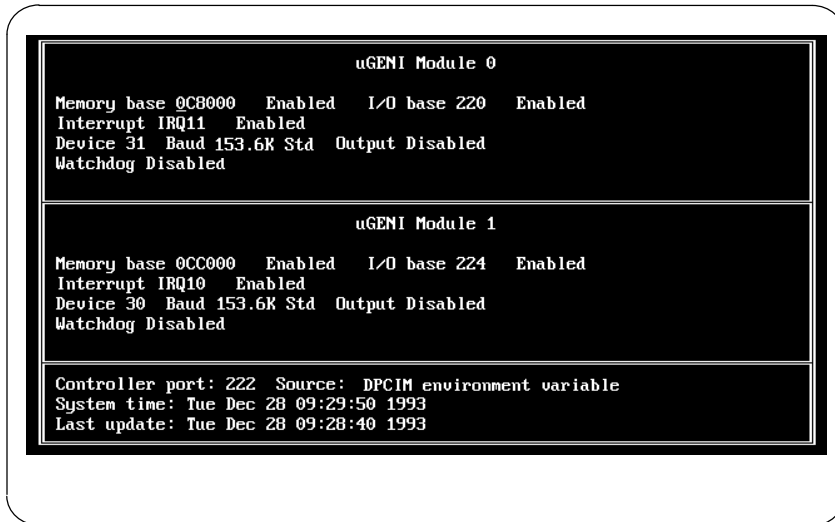 uGENI Module 0
Memory base 0C8000 Enabled I/O base 220 Enabled
Interrupt IRQ11 Enabled
Device 31 Baud 153.6K Std Output Disabled
Watchdog Disabled
uGENI Module 1
Memory base 0CC000 Enabled I/O base 224 Enabled
Interrupt IRQ10 Enabled
Device 30 Baud 153.6K Std Output Disabled
Watchdog Disabled
Controller port: 222 Source: DPCIM environment variable
System time: Tue Dec 28 09:29:50 1993
Last update: Tue Dec 28 09:28:40 1993